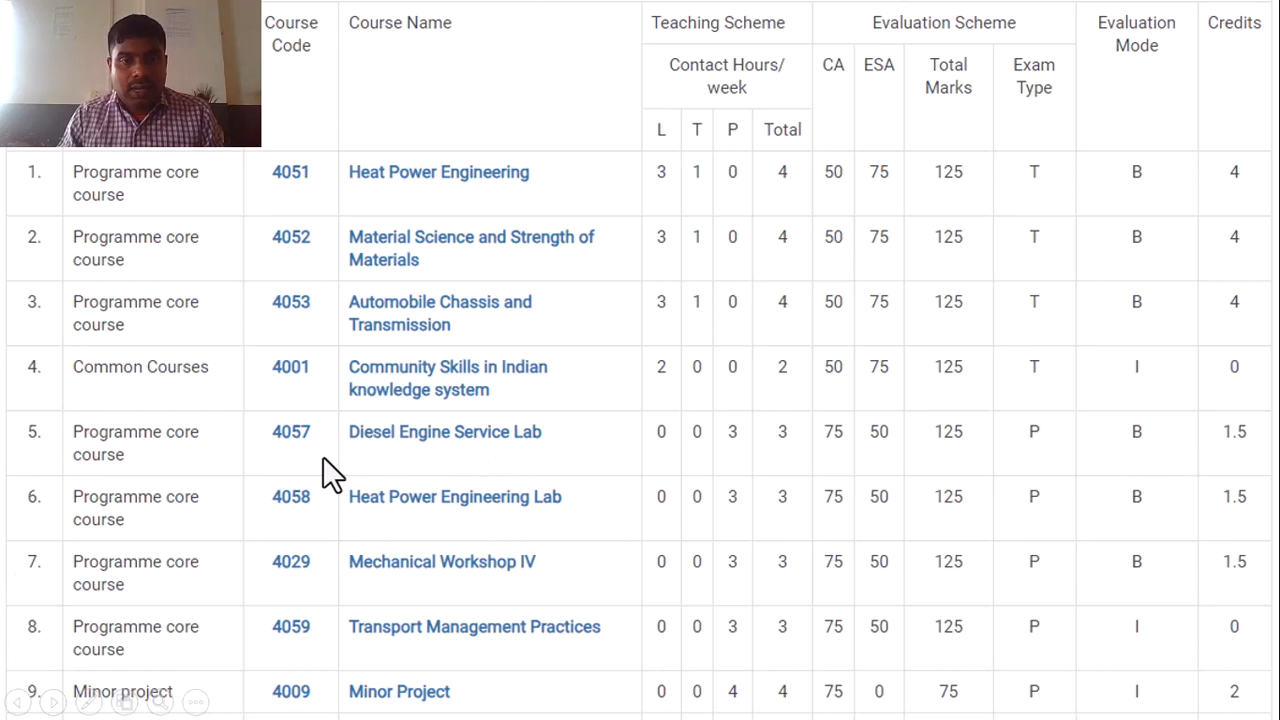 Course Code Course Name Teaching Scheme Evaluation Scheme Evaluation Mode Credits
Contact Hours/ week CA ESA Total Marks Exam Type
L T P Total
1. Programme core course 4051 Heat Power Engineering 3 1 0 4 50 75 125 T B 4
2. Programme core course 4052 Material Science and Strength of Materials 3 1 0 4 50 75 125 T B 4
3. Programme core course 4053 Automobile Chassis and Transmission 3 1 0 4 50 75 125 T B 4
4. Common Courses 4001 Community Skills in Indian knowledge system 2 0 0 2 50 75 125 T I 0
5. Programme core course 4057 Diesel Engine Service Lab 0 0 3 3 75 50 125 P B 1.5
6. Programme core course 4058 Heat Power Engineering Lab 0 0 3 3 75 50 125 P B 1.5
7. Programme core course 4029 Mechanical Workshop IV 0 0 3 3 75 50 125 P B 1.5
8. Programme core course 4059 Transport Management Practices 0 0 3 3 75 50 125 P I 0
9. Minor project 4009 Minor Project 0 0 4 4 75 0 75 P I 2